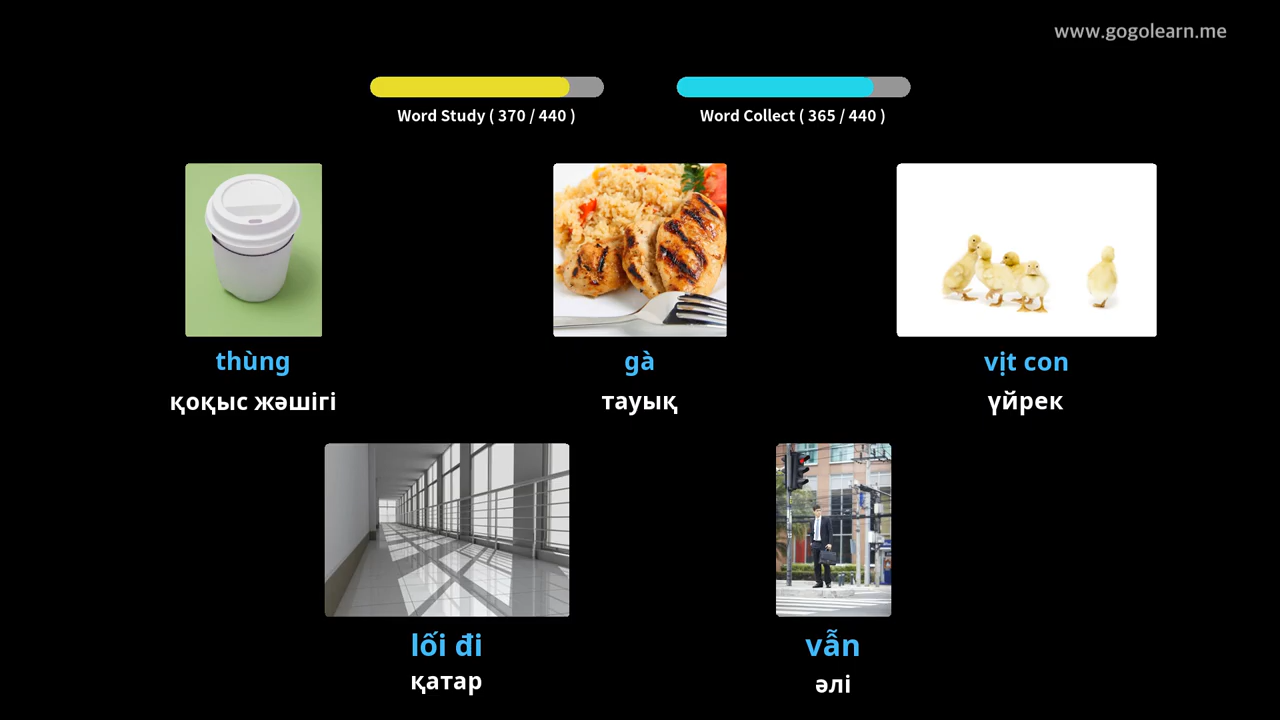 www.gogolearn.me
Word Study ( 370 / 440 )
Word Collect ( 365 / 440 )
thùng
қоқыс жәшігі
gà
тауық
vịt con
үйрек
lối đi
қатар
vẫn
әлі